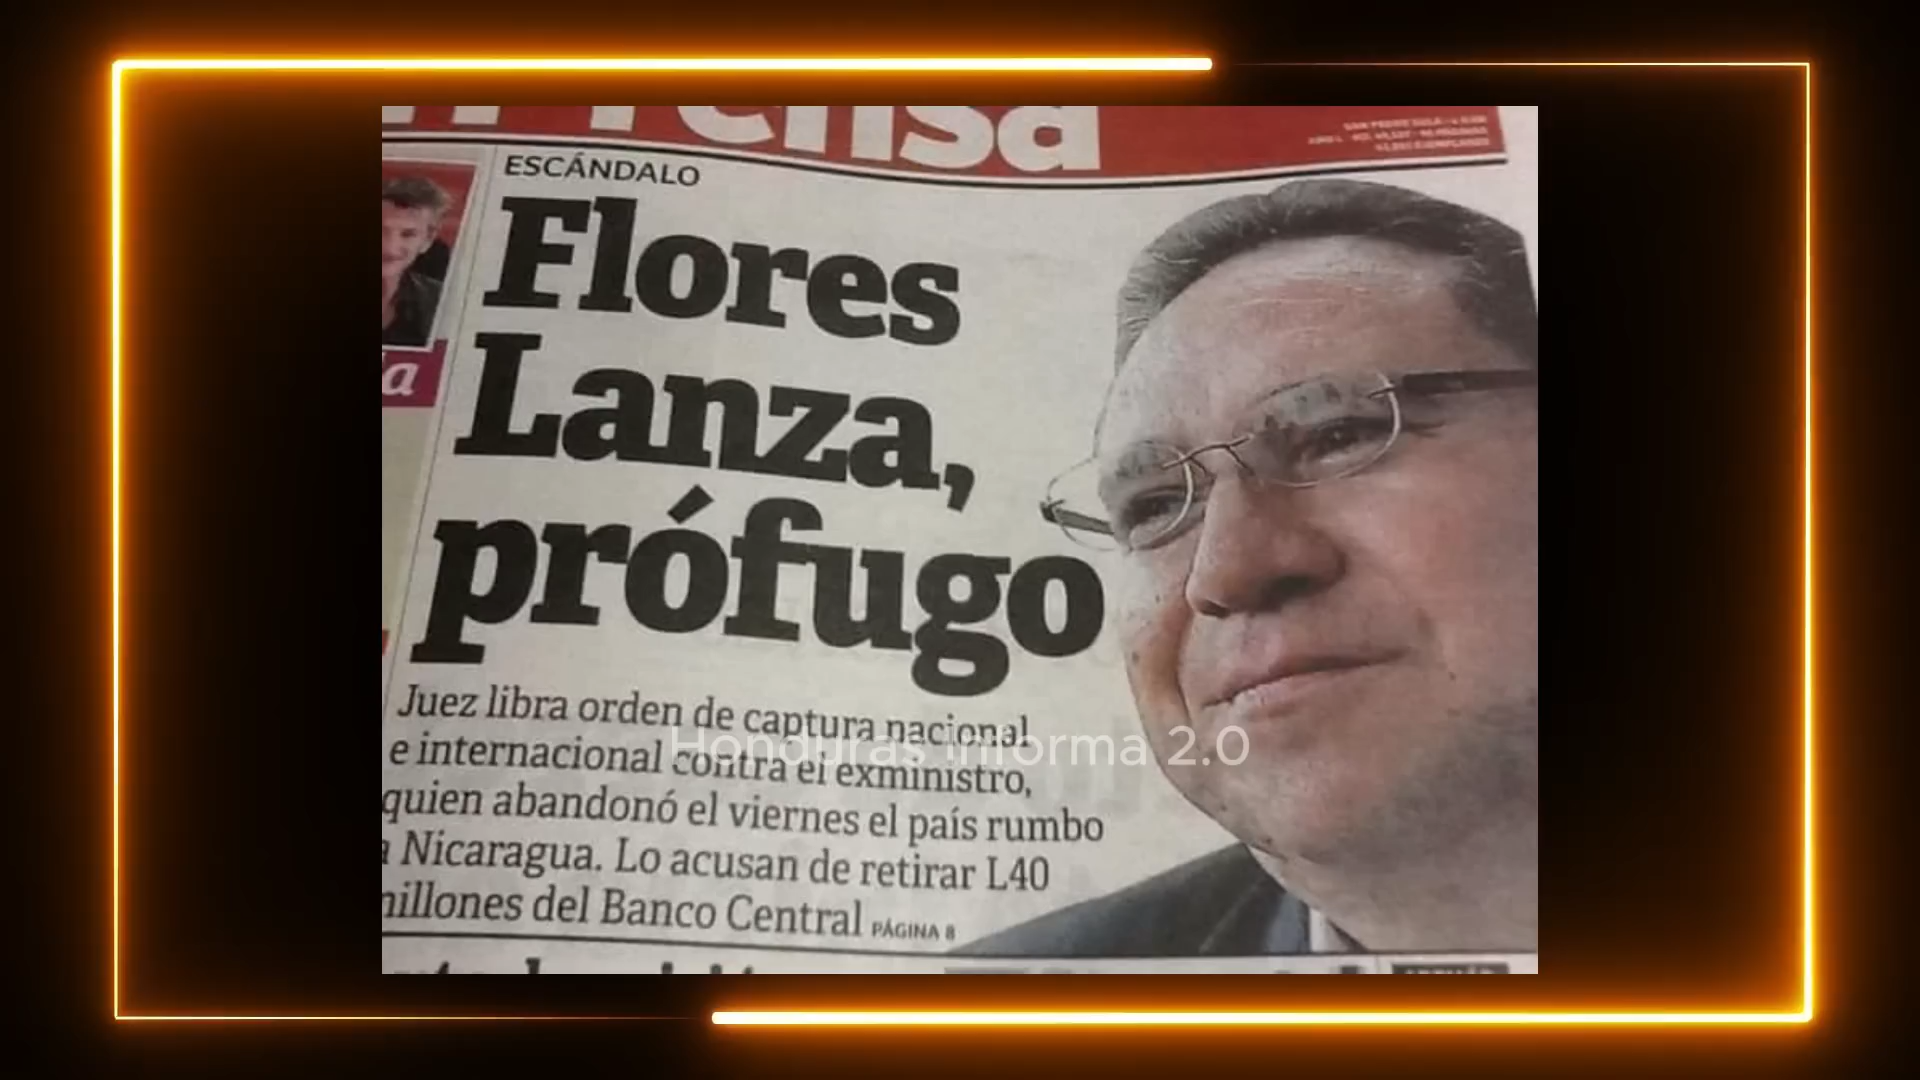 Prensa
ESCÁNDALO
Flores
Lanza,
prófugo
a
Juez libra orden de captura nacional
e internacional contra el exministro,
quien abandonó el viernes el país rumbo
a Nicaragua. Lo acusan de retirar L40
millones del Banco Central PÁGINA 8
Honduras informa 2.0